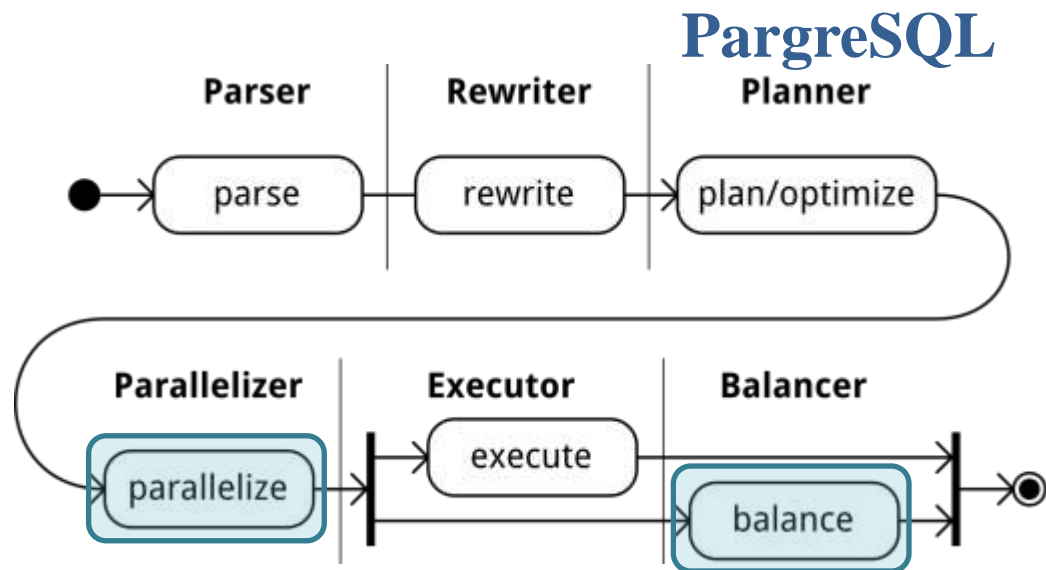 PargreSQL
Parser Rewriter Planner
parse rewrite plan/optimize
Parallelizer Executor Balancer
execute
parallelize
balance